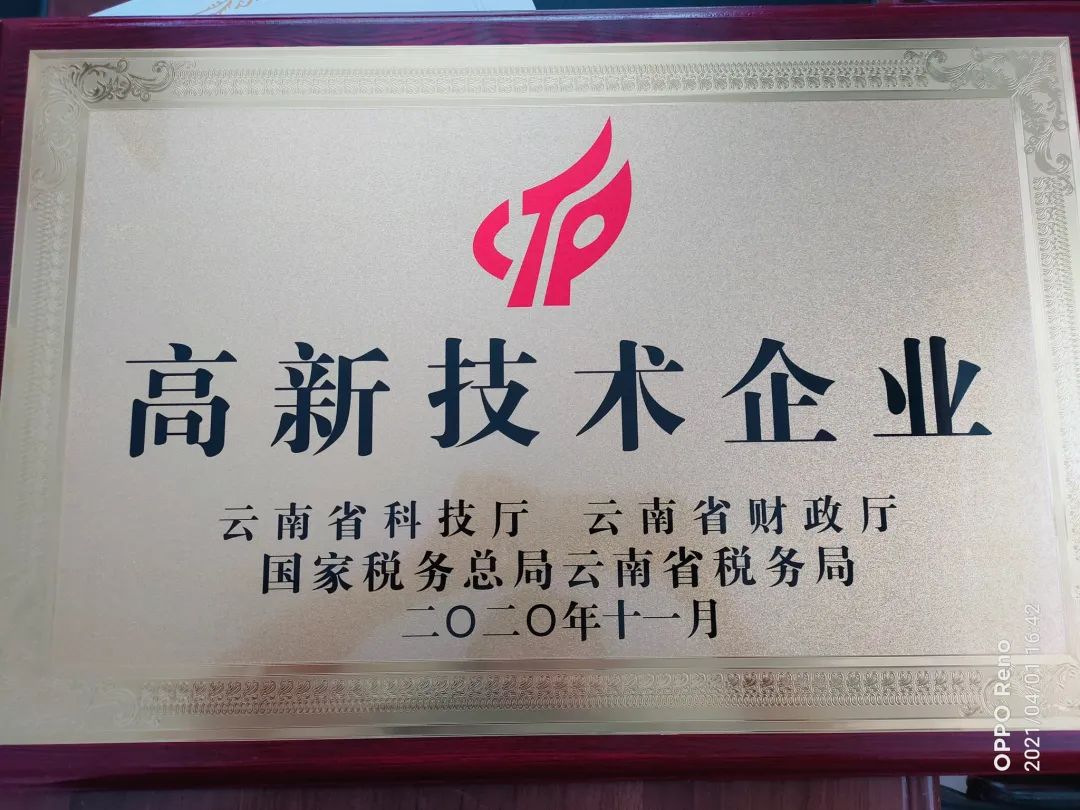 CTP
高新技术企业
云南省科技厅 云南省财政厅
国家税务总局云南省税务局
二〇二〇年十一月
OPPO Reno
2021/04/01 16:42